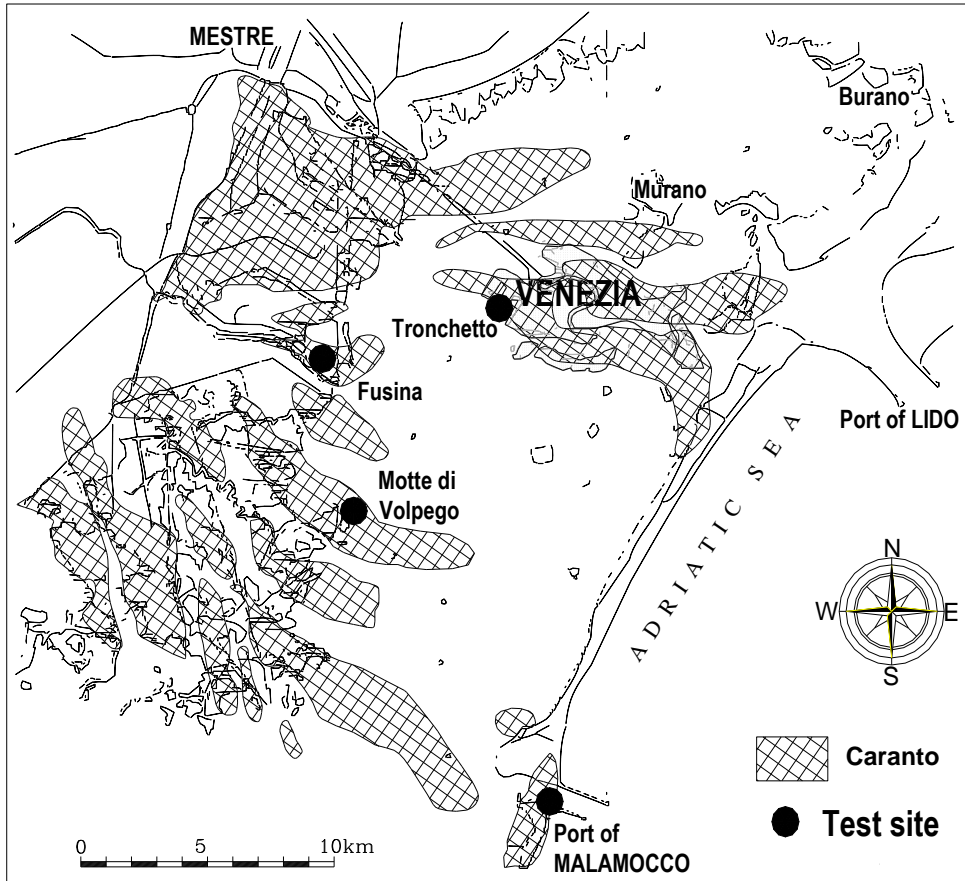 MESTRE
Burano
Murano
VENEZIA
Tronchetto
Fusina
Port of LIDO
Motte di
Volpego
ADRIATIC SEA
N
W
E
S
Caranto
Test site
Port of
MALAMOCCO
0 5 10km